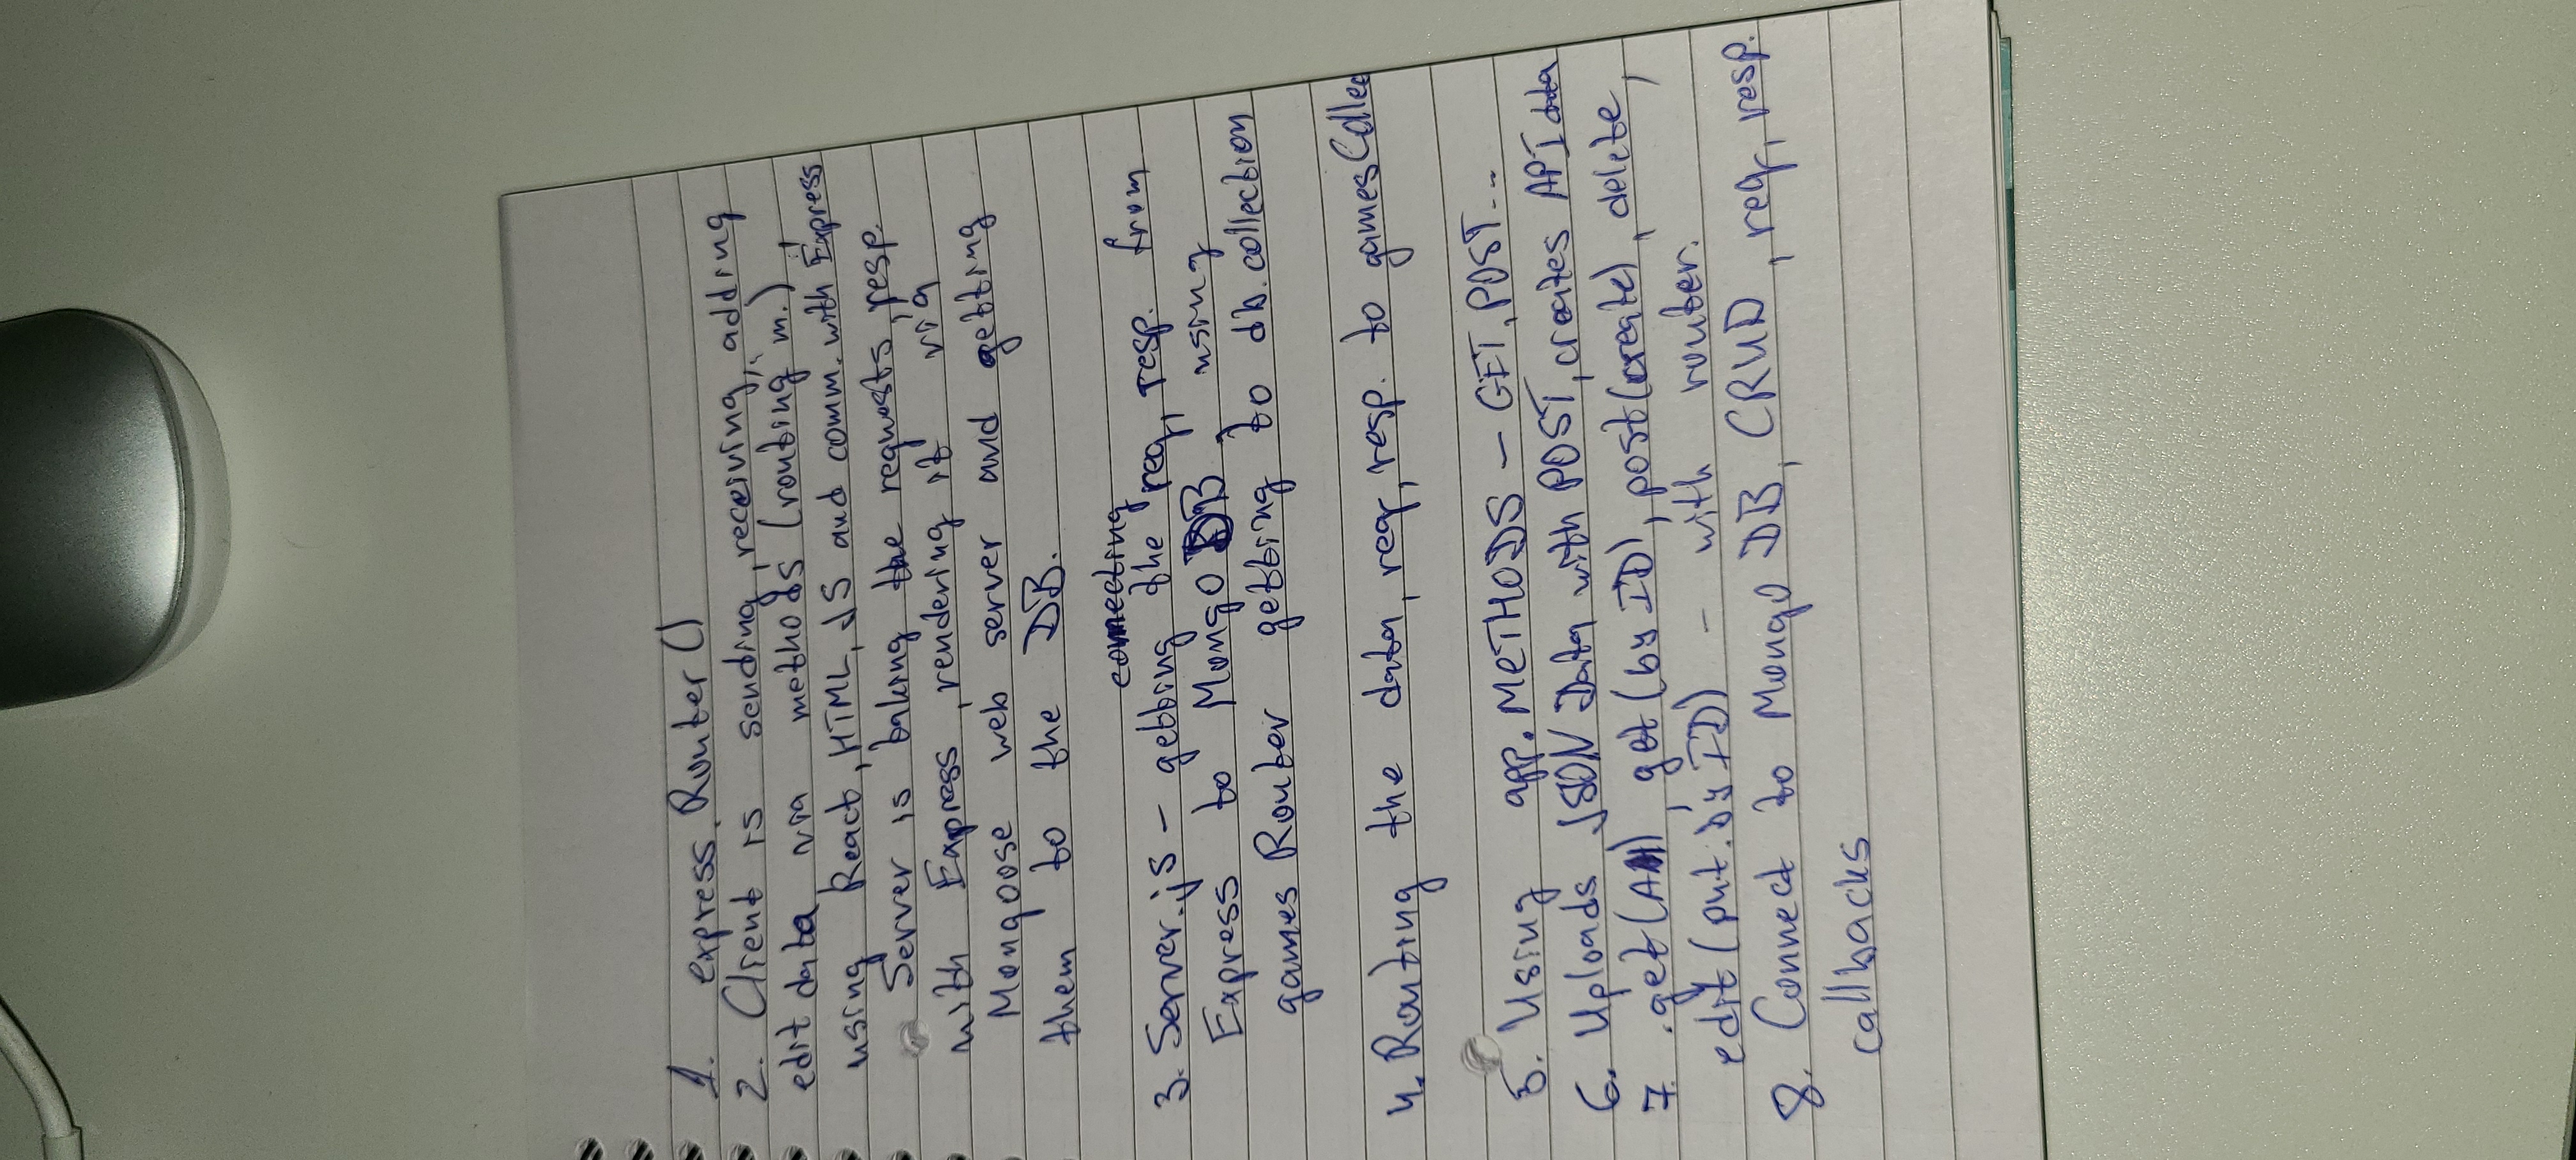 1. express.Router()
2. Client is sending, receiving, adding
edit data, via methods (routing m.),
using React, HTML, JS and comm. with Express
Server is taking the requests, resp.
with Express, rendering it via
Mongoose web server and getting
them to the DB.
connecting
3. Server.js - getting the req, resp. from
Express to Mongo DB, using
games Router getting to db.collection
4. Routing the data, req, resp. to gamesCollec
5. Using app.METHODS - GET, POST...
6. Uploads JSON Data with POST, creates API data
7. .get(All), get(by ID), post(create), delete,
edit(put.by ID) - with router.
8. Connect to Mongo DB, CRUD, req, resp.
callbacks